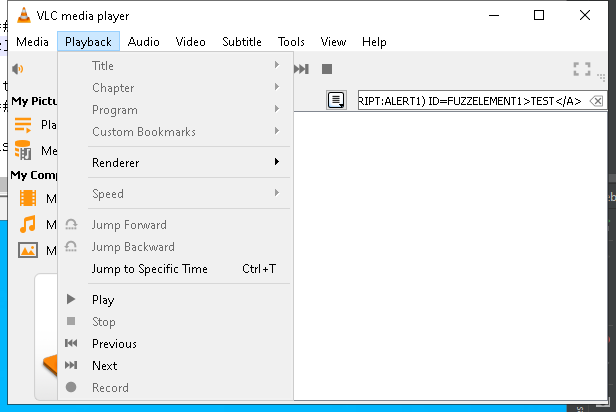 VLC media player
Media Playback Audio Video Subtitle Tools View Help
RIPT:ALERT1) ID=FUZZELEMENT1>TEST</A>
My Pictu
Pla
Me
My Comp
M
M
M
Title
Chapter
Program
Custom Bookmarks
Renderer
Speed
Jump Forward
Jump Backward
Jump to Specific Time Ctrl+T
Play
Stop
Previous
Next
Record